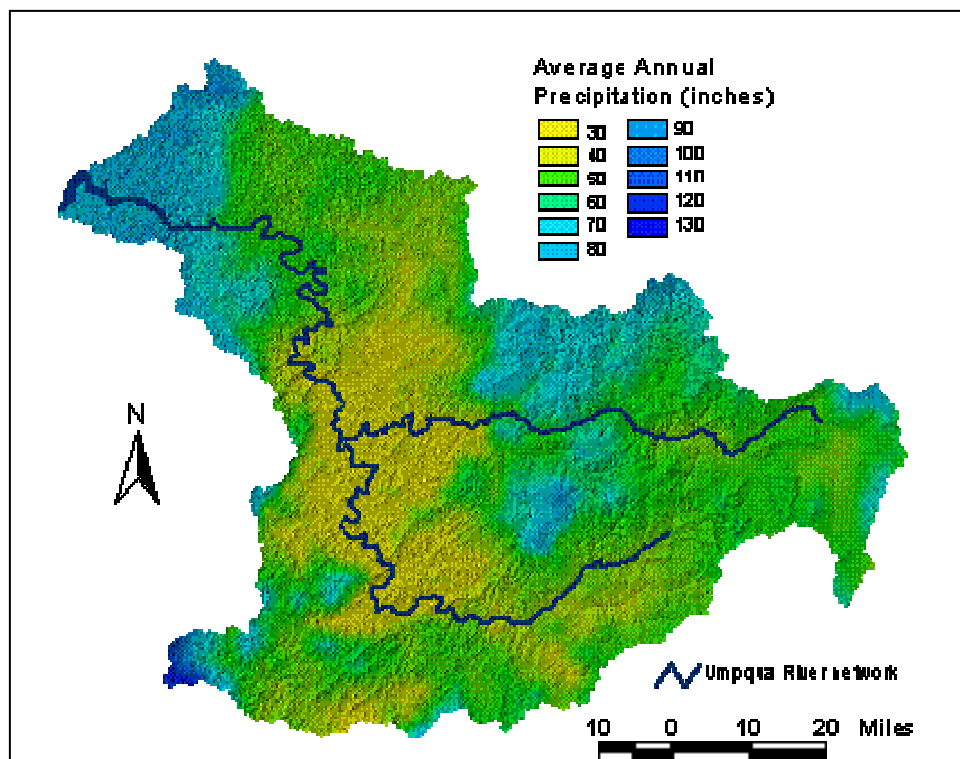 Average Annual
Precipitation (inches)
30
40
50
60
70
80
90
100
110
120
130
N
Umpqua River network
10 0 10 20 Miles